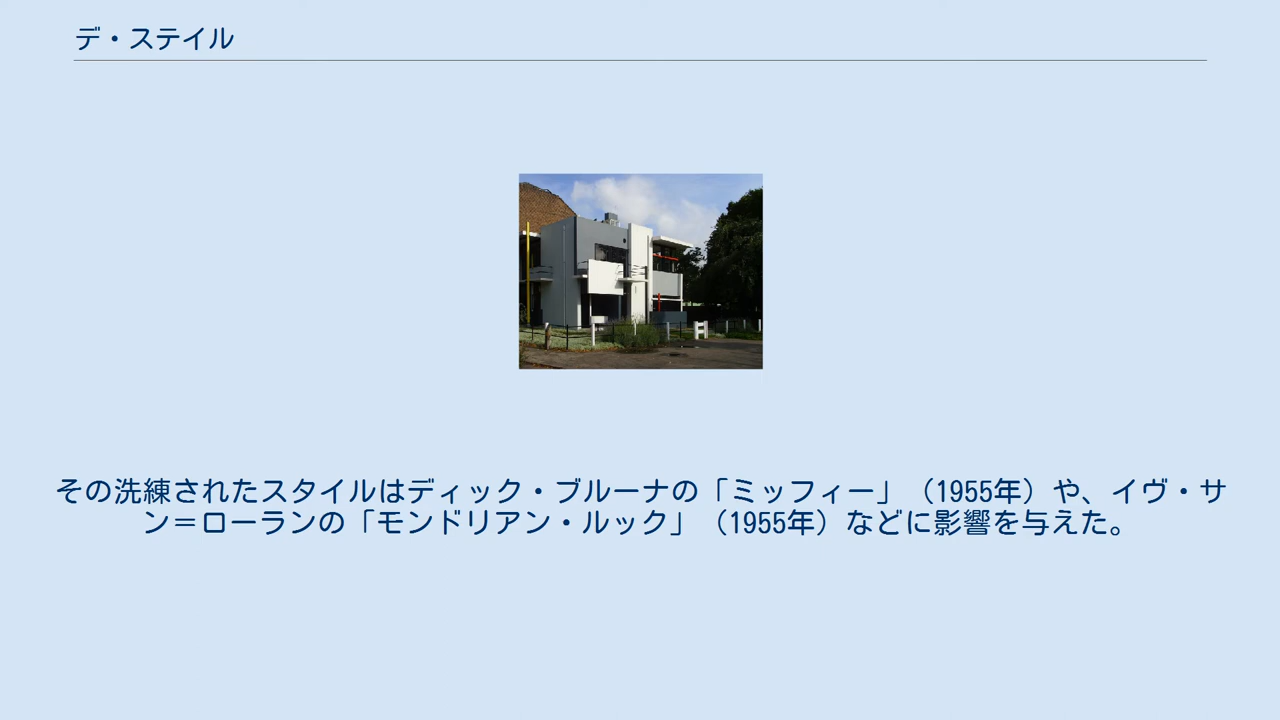 デ・ステイル
その洗練されたスタイルはディック・ブルーナの「ミッフィー」（1955年）や、イヴ・サ
ン＝ローランの「モンドリアン・ルック」（1955年）などに影響を与えた。